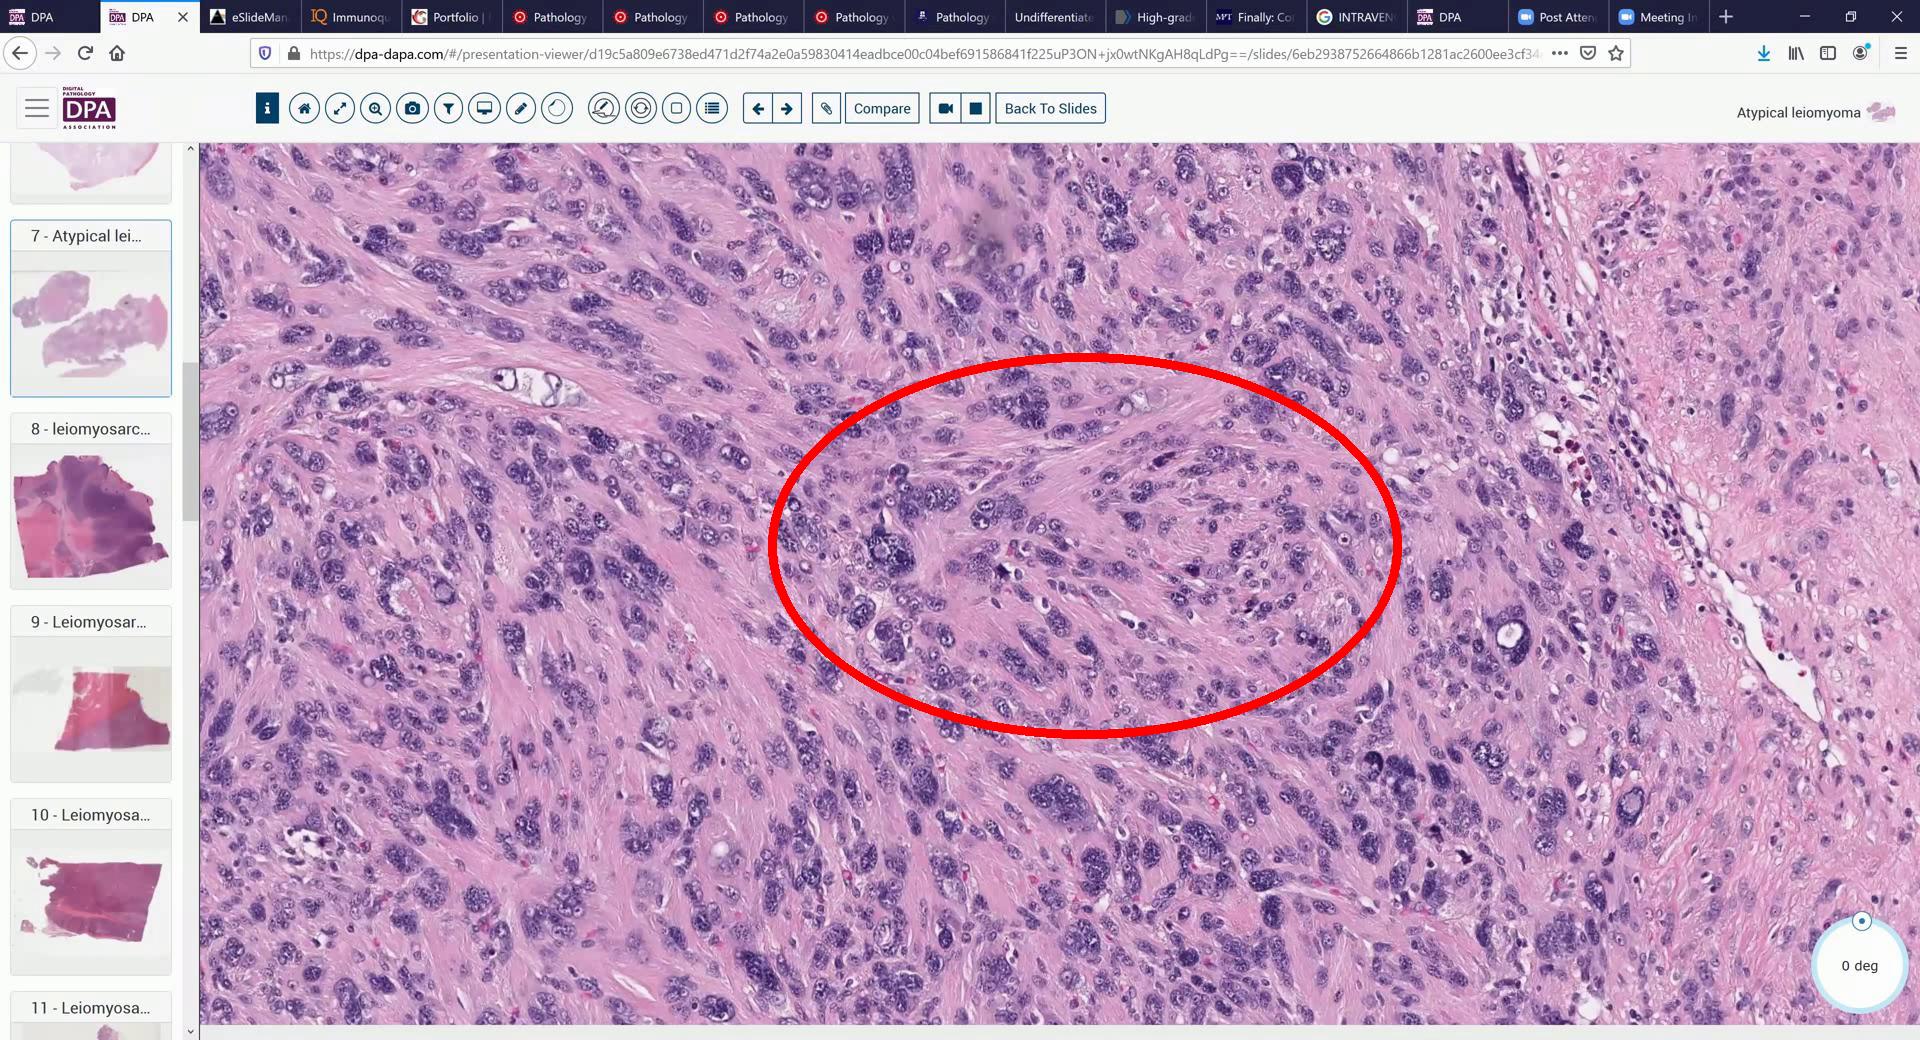 DPA
DPA
eSlideMan
Immunoqu
Portfolio |
Pathology
Pathology
Pathology
Pathology
Pathology
Undifferentiate
High-grad
Finally: Co
INTRAVEN
DPA
Post Atten
Meeting In
https://dpa-dapa.com/#/presentation-viewer/d19c5a809e6738ed471d2f74a2e0a59830414eadbce00c04bef691586841f225uP3ON+jx0wtNKgAH8qLdPg==/slides/6eb2938752664866b1281ac2600ee3cf34
DIGITAL
PATHOLOGY
DPA
ASSOCIATION
Compare
Back To Slides
Atypical leiomyoma
7 - Atypical lei...
8 - leiomyosarc...
9 - Leiomyosar...
10 - Leiomyosa...
11 - Leiomyosa...
0 deg